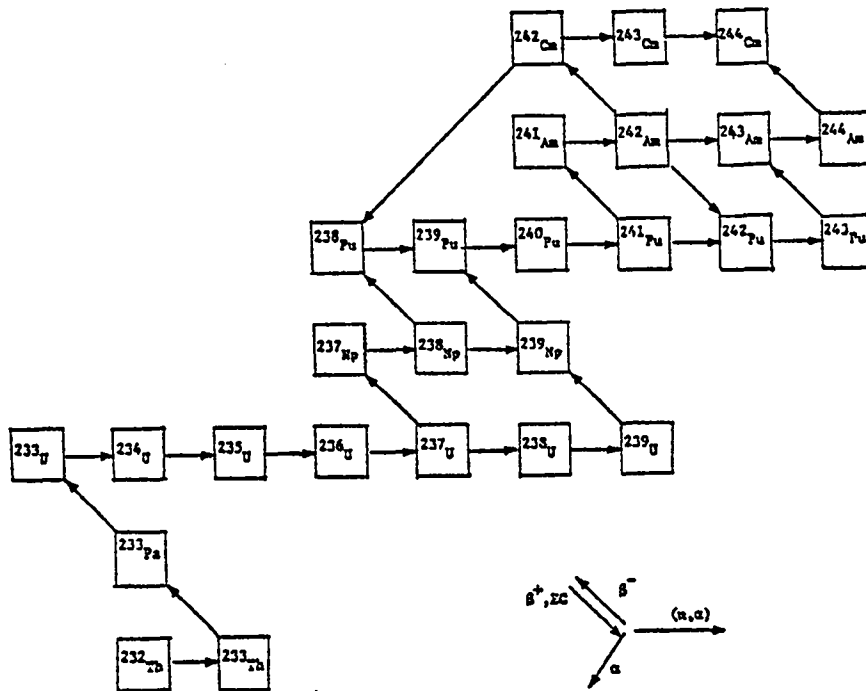 242Cm 243Cm 244Cm
241Am 242Am 243Am 244Am
238Pu 239Pu 240Pu 241Pu 242Pu 243Pu
237Np 238Np 239Np
233U 234U 235U 236U 237U 238U 239U
233Pa
β+,EC β- (n,α)
232Th 233Th
α